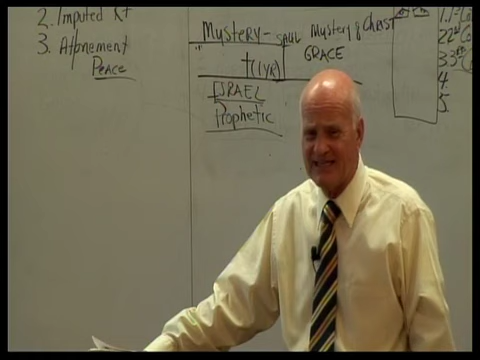 2. Imputed Rt
3. Atonement
Peace
Mystery - SAUL Mystery of Christ
GRACE
†(1YR)
ISRAEL
Prophetic
1.
2.
3.
4.
5.